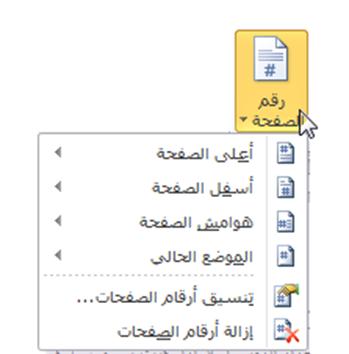 رقم
الصفحة
أعلى الصفحة
أسفل الصفحة
هوامش الصفحة
الموضع الحالي
تنسيق أرقام الصفحات...
إزالة أرقام الصفحات